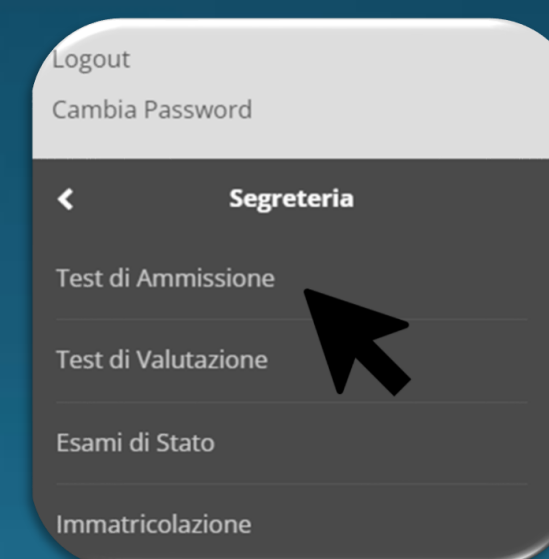 Logout
Cambia Password
Segreteria
Test di Ammissione
Test di Valutazione
Esami di Stato
Immatricolazione